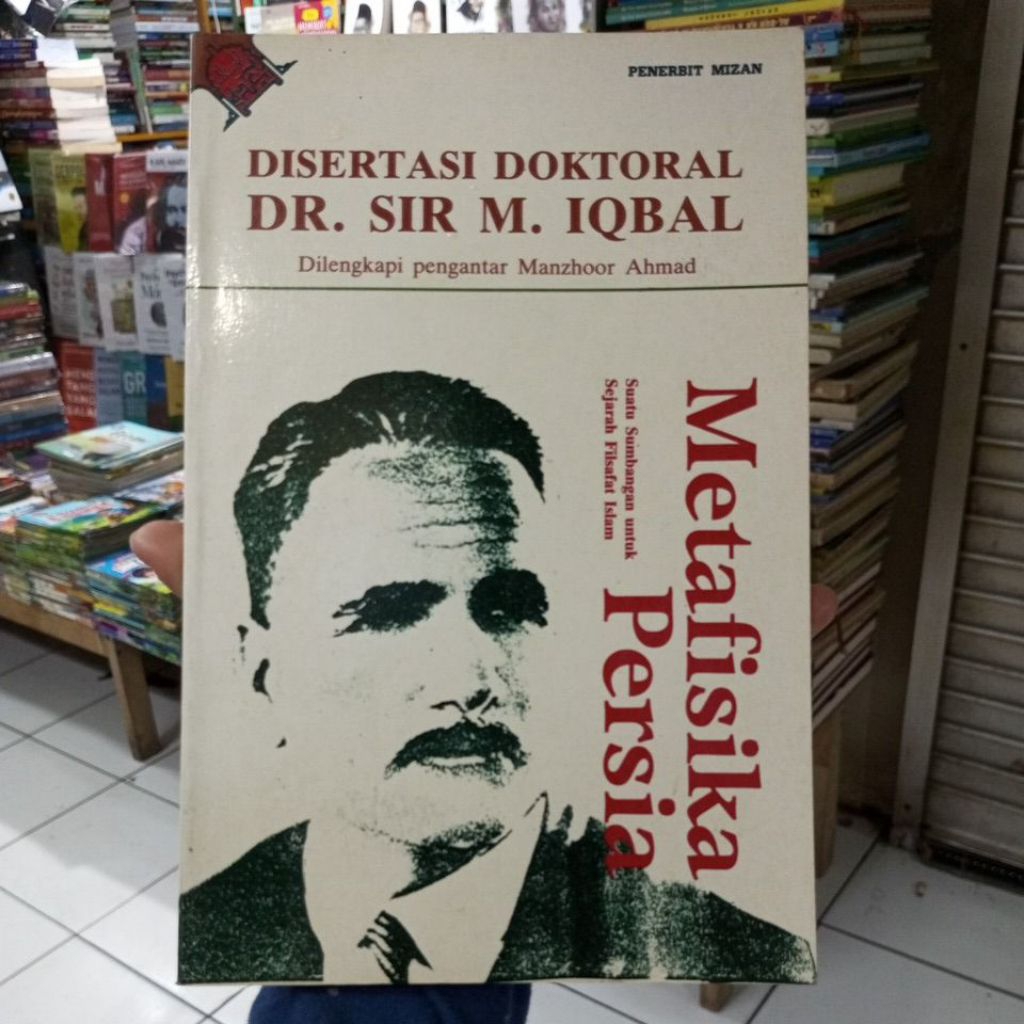 PENERBIT MIZAN
DISERTASI DOKTORAL
DR. SIR M. IQBAL
Dilengkapi pengantar Manzhoor Ahmad
Metafisika
Persia
Suatu Sumbangan untuk
Sejarah Filsafat Islam
GR